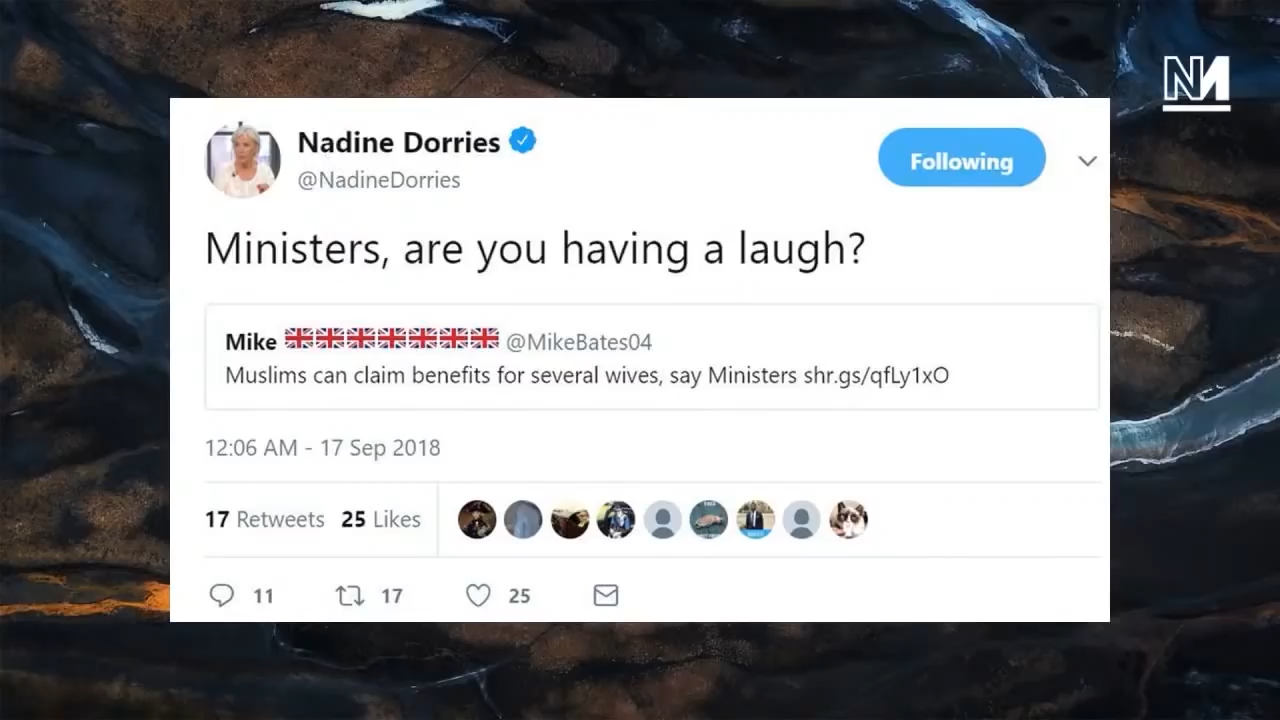 NM
Nadine Dorries
@NadineDorries
Following
Ministers, are you having a laugh?
Mike 🇬🇧🇬🇧🇬🇧🇬🇧🇬🇧🇬🇧🇬🇧 @MikeBates04
Muslims can claim benefits for several wives, say Ministers shr.gs/qfLy1xO
12:06 AM - 17 Sep 2018
17 Retweets 25 Likes
11 17 25